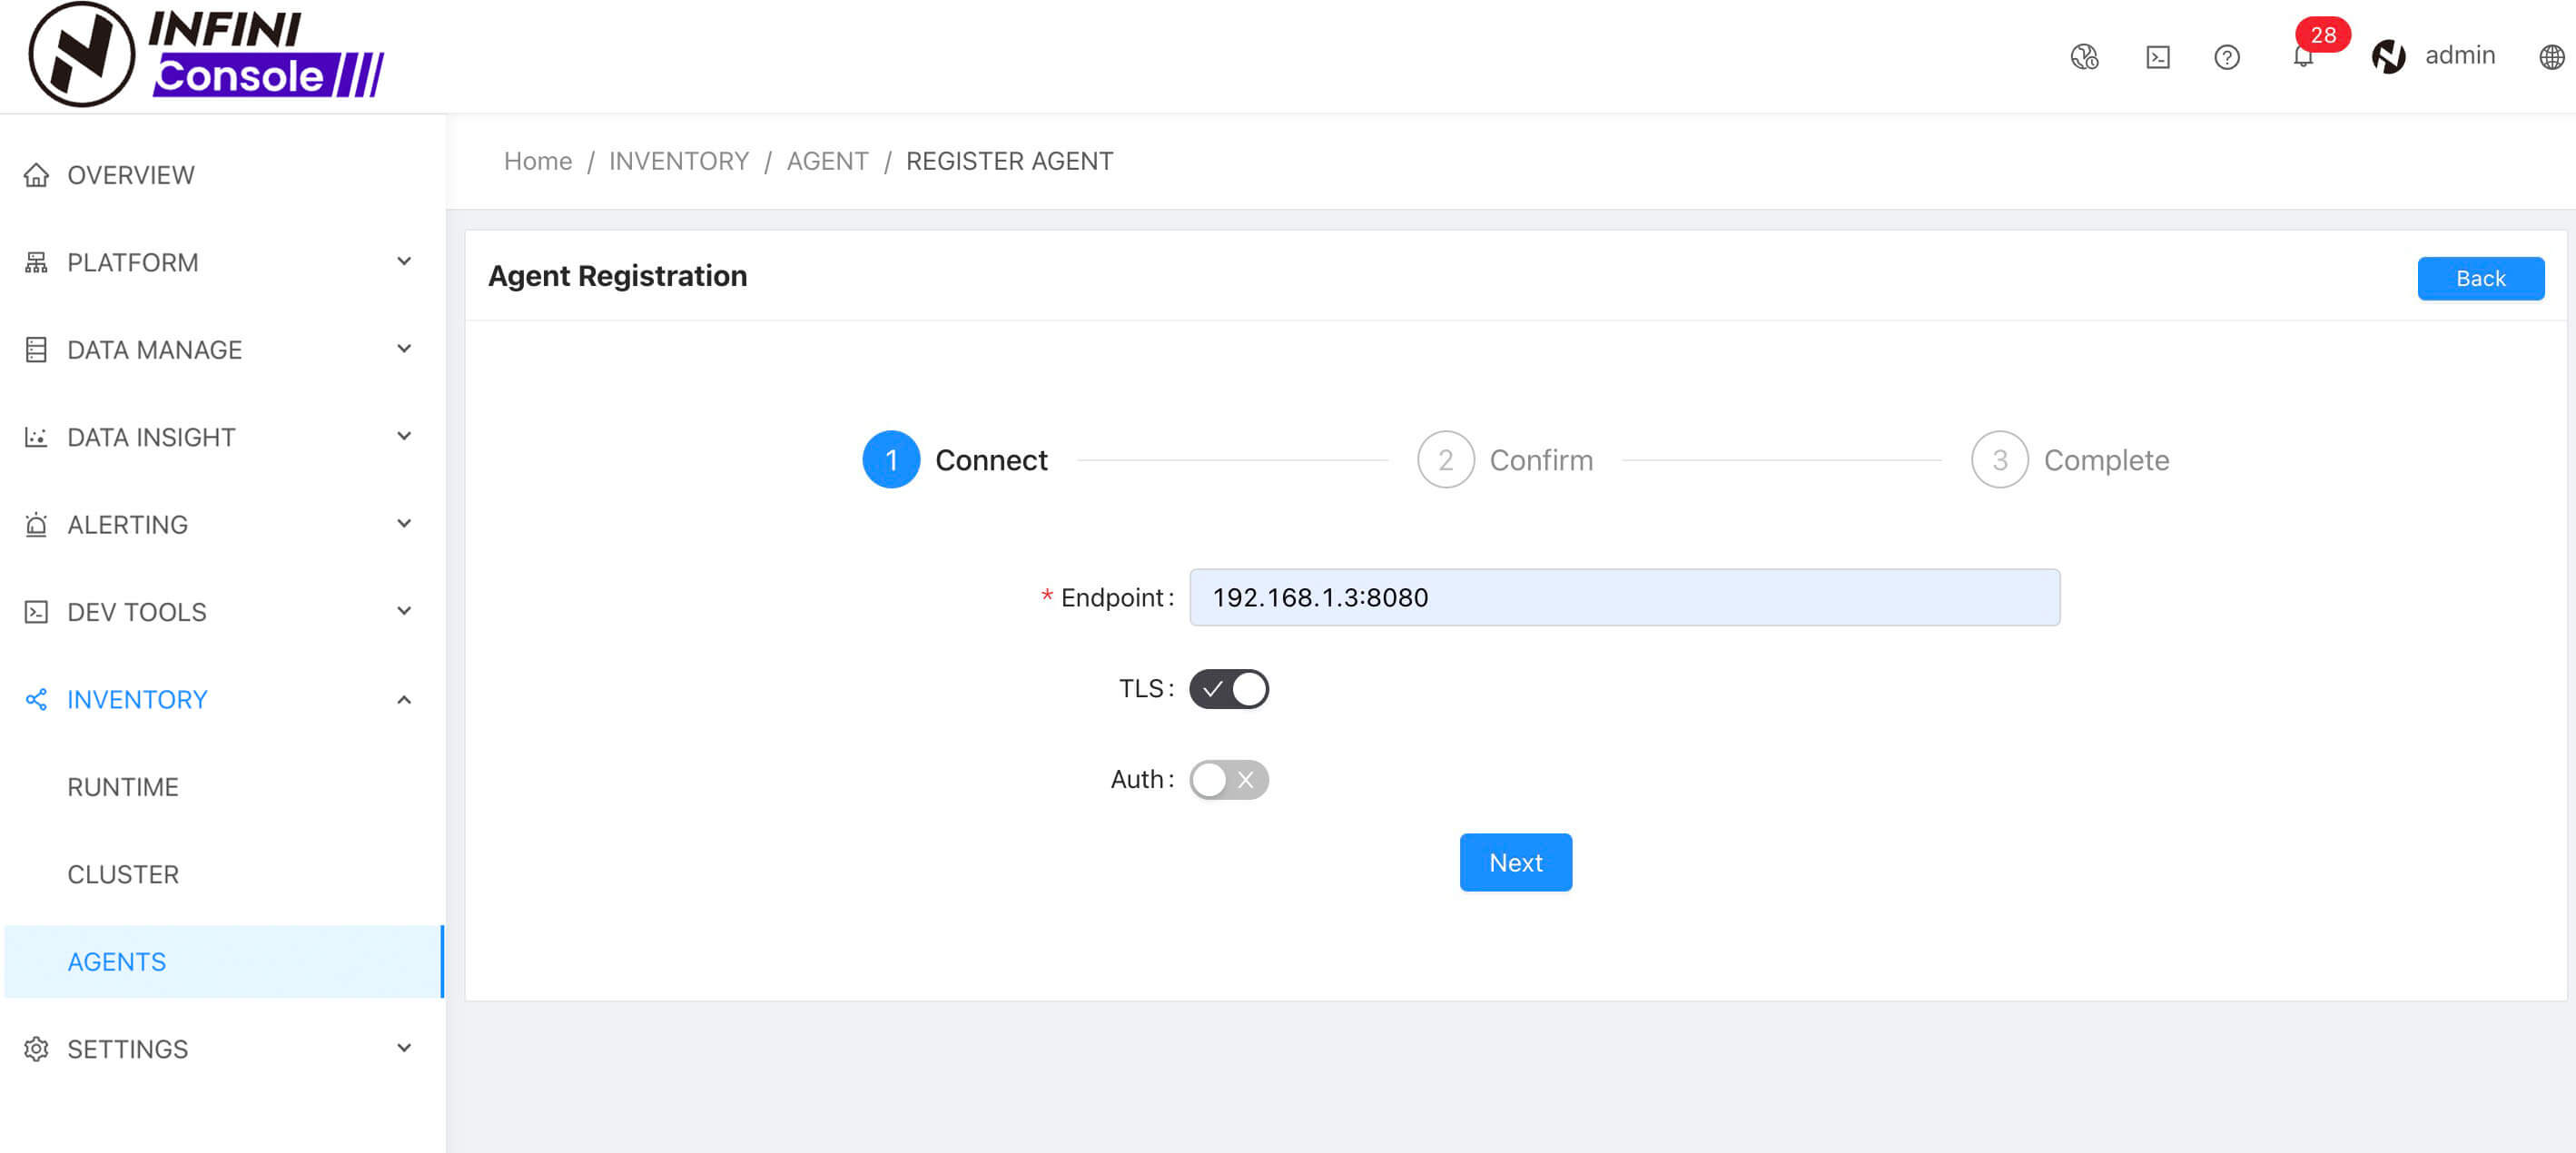 INFINI
Console
28
admin
OVERVIEW
PLATFORM
DATA MANAGE
DATA INSIGHT
ALERTING
DEV TOOLS
INVENTORY
RUNTIME
CLUSTER
AGENTS
SETTINGS
Home / INVENTORY / AGENT / REGISTER AGENT
Agent Registration
Back
1 Connect
2 Confirm
3 Complete
* Endpoint: 192.168.1.3:8080
TLS:
Auth:
Next